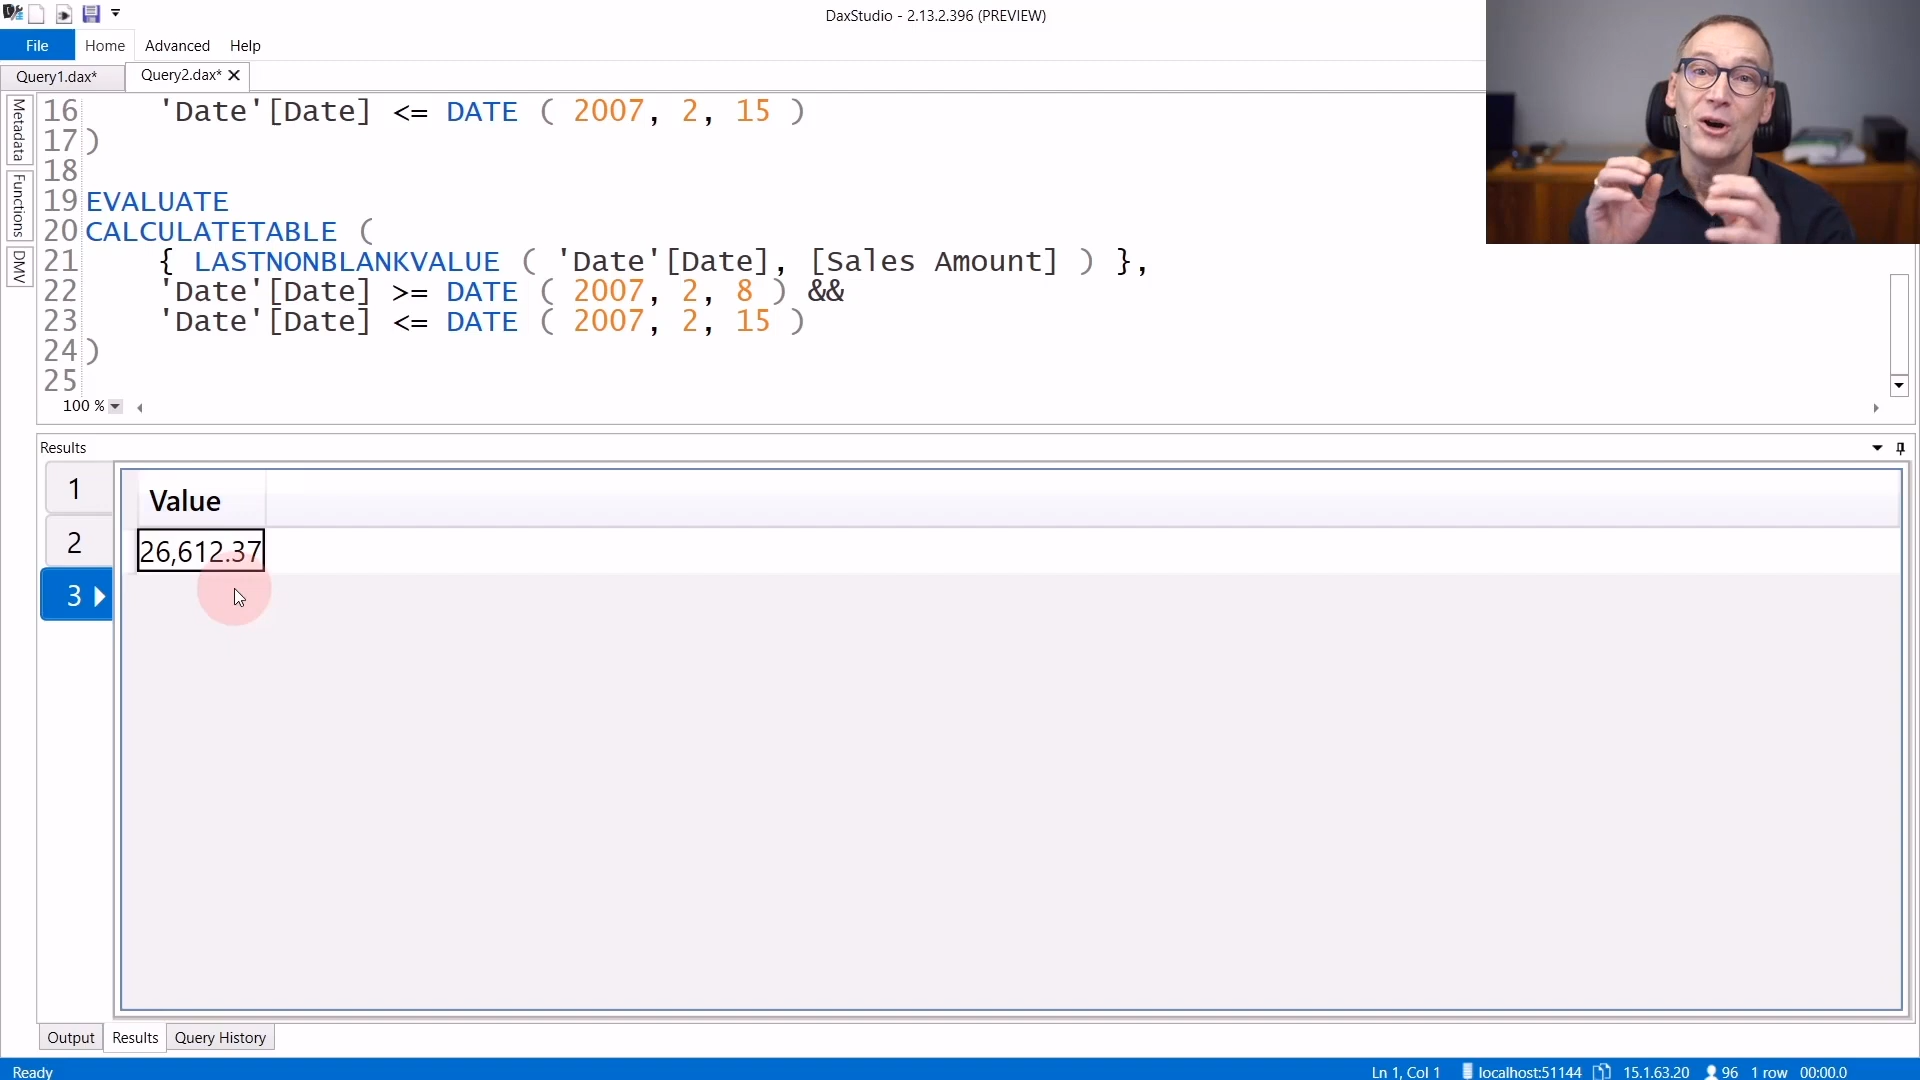 DaxStudio - 2.13.2.396 (PREVIEW)
File Home Advanced Help
Query1.dax* Query2.dax*
Metadata
Functions
DMV
16 'Date'[Date] <= DATE ( 2007, 2, 15 )
17 )
18
19 EVALUATE
20 CALCULATETABLE (
21 { LASTNONBLANKVALUE ( 'Date'[Date], [Sales Amount] ) },
22 'Date'[Date] >= DATE ( 2007, 2, 8 ) &&
23 'Date'[Date] <= DATE ( 2007, 2, 15 )
24 )
25
100 %
Results
1
2
3
Value
26,612.37
Output Results Query History
Ready Ln 1, Col 1 localhost:51144 15.1.63.20 96 1 row 00:00.0